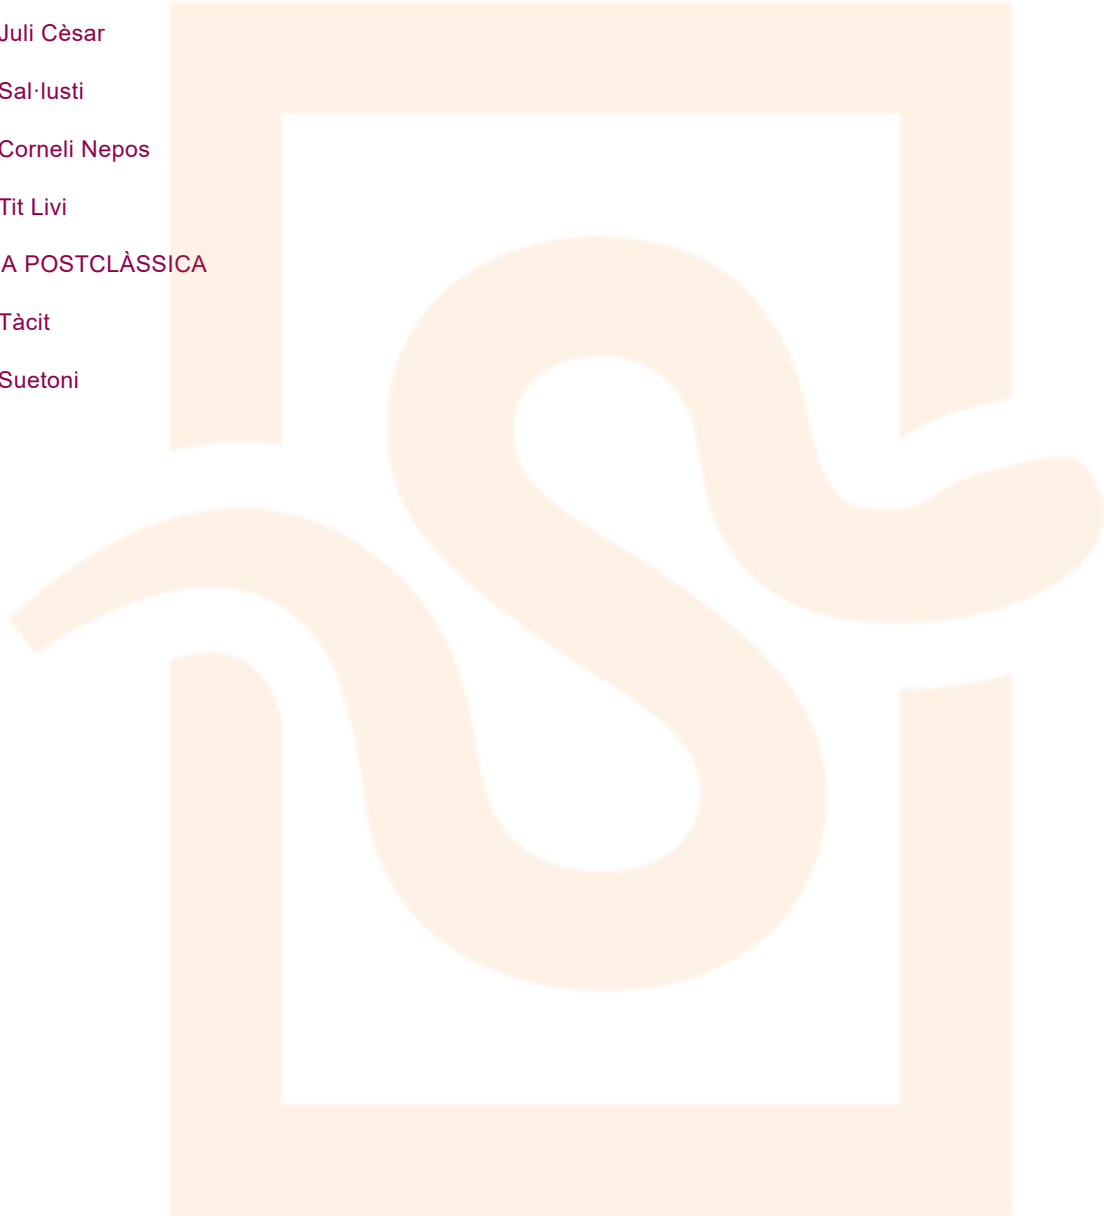 Juli Cèsar
Sal·lusti
Corneli Nepos
Tit Livi
A POSTCLÀSSICA
Tàcit
Suetoni